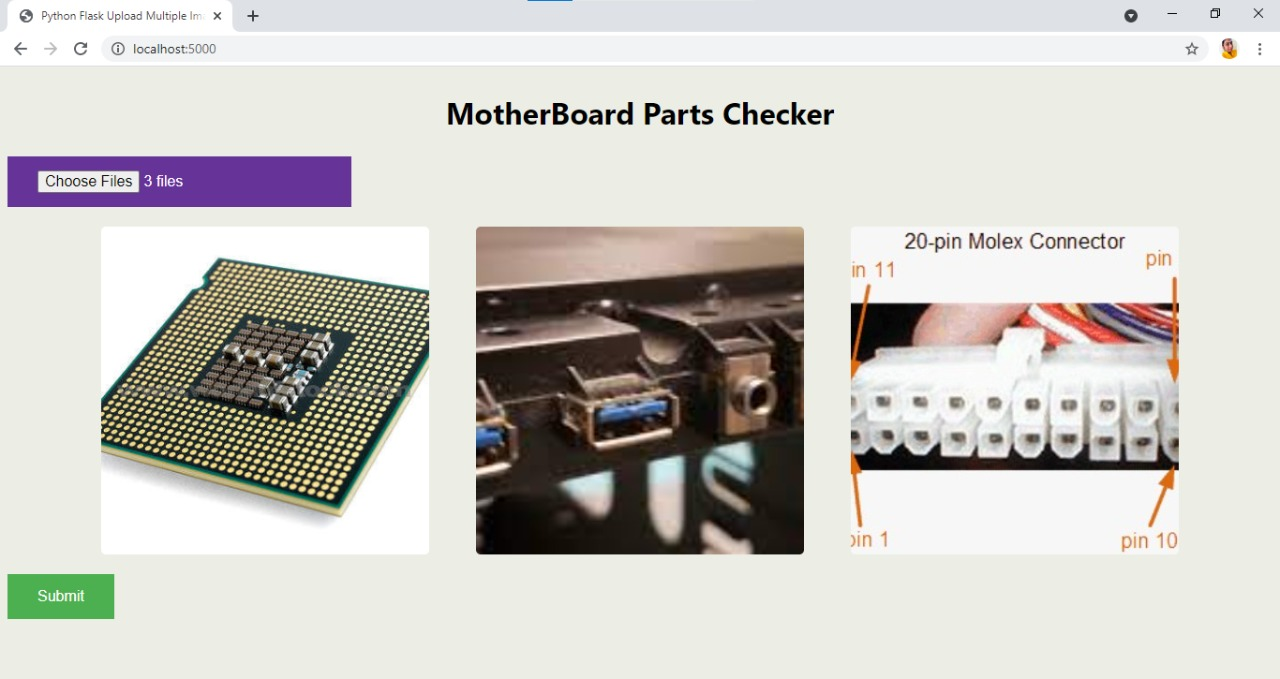 Python Flask Upload Multiple Im
localhost:5000
MotherBoard Parts Checker
Choose Files 3 files
20-pin Molex Connector
in 11
pin
pin 1
pin 10
Submit